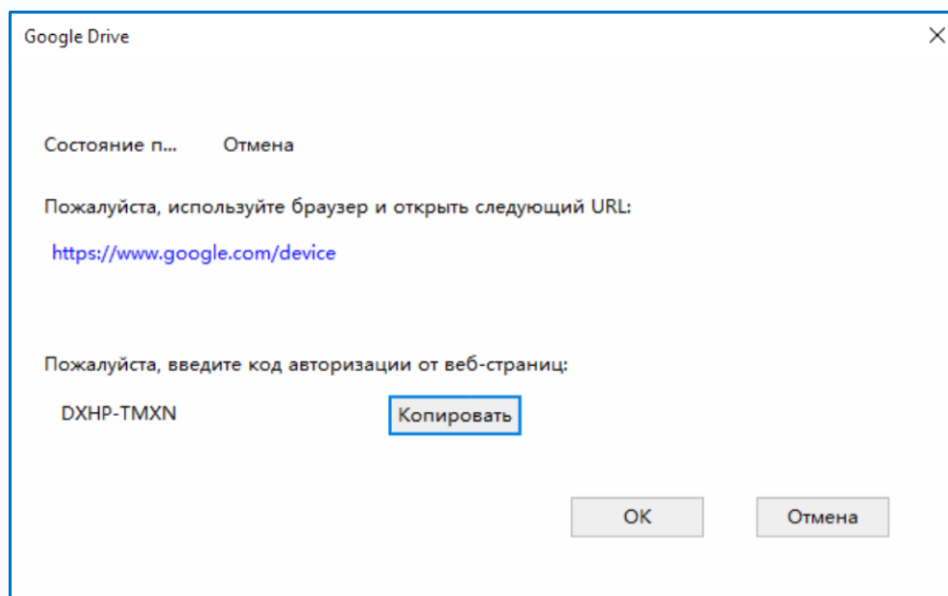 Google Drive
Состояние п... Отмена
Пожалуйста, используйте браузер и открыть следующий URL:
https://www.google.com/device
Пожалуйста, введите код авторизации от веб-страниц:
DXHP-TMXN Копировать
OK Отмена